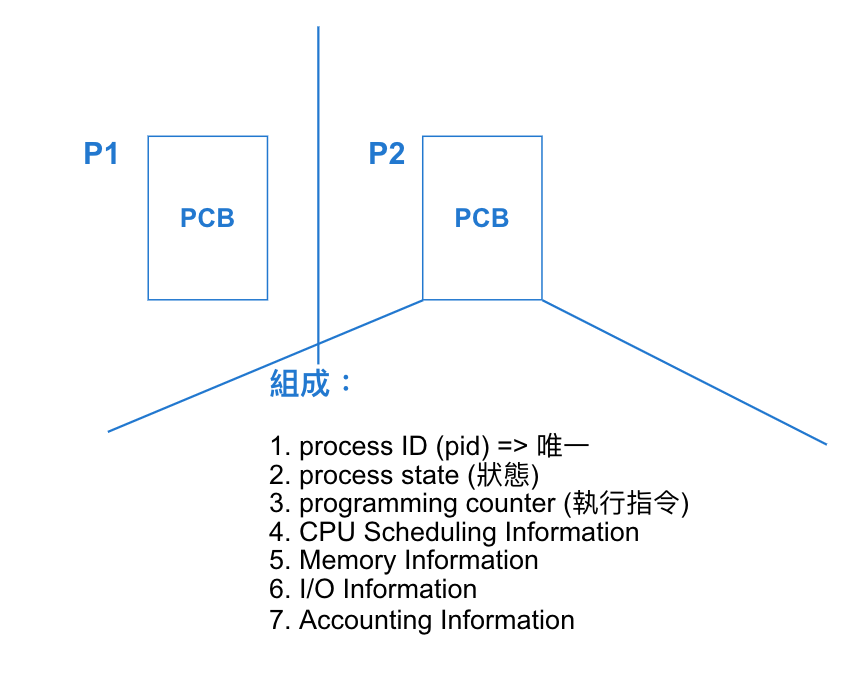 P1
PCB
P2
PCB
組成：
1. process ID (pid) => 唯一
2. process state (狀態)
3. programming counter (執行指令)
4. CPU Scheduling Information
5. Memory Information
6. I/O Information
7. Accounting Information